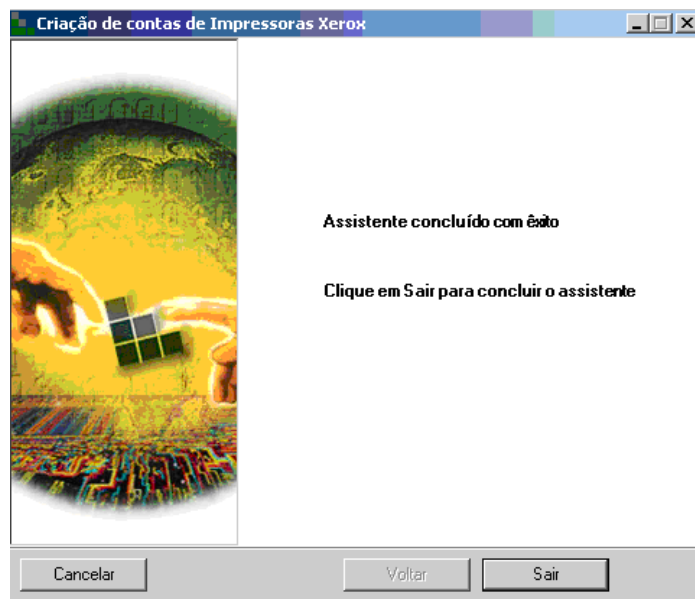 Criação de contas de Impressoras Xerox
Assistente concluído com êxito
Clique em Sair para concluir o assistente
Cancelar
Voltar
Sair